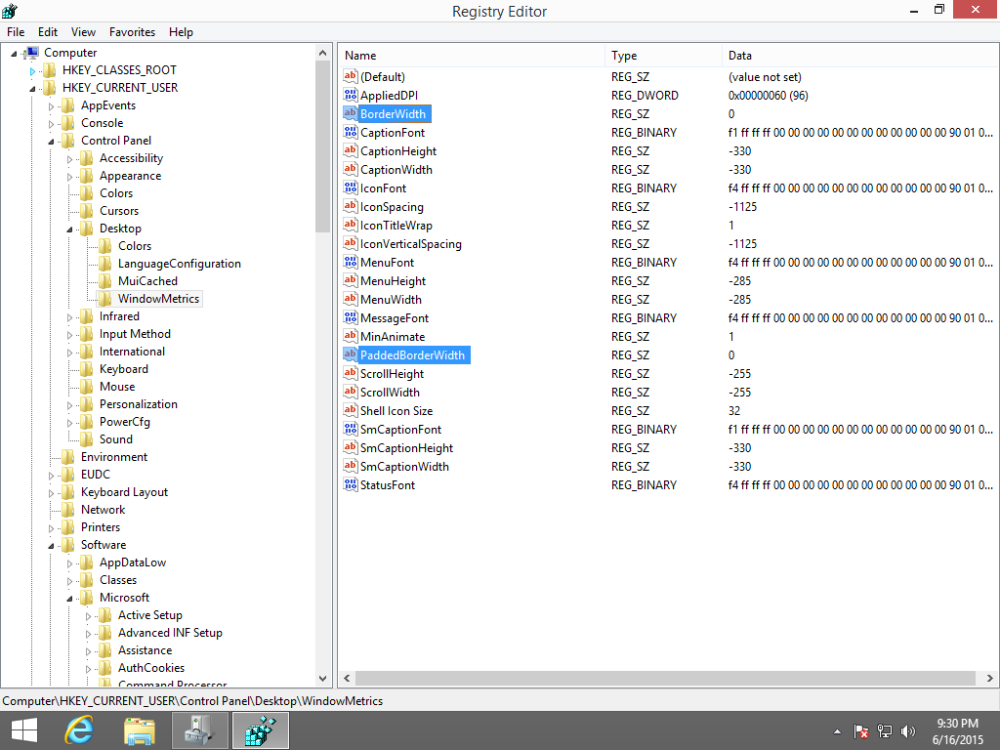 Registry Editor
File Edit View Favorites Help
Computer
HKEY_CLASSES_ROOT
HKEY_CURRENT_USER
AppEvents
Console
Control Panel
Accessibility
Appearance
Colors
Cursors
Desktop
Colors
LanguageConfiguration
MuiCached
WindowMetrics
Infrared
Input Method
International
Keyboard
Mouse
Personalization
PowerCfg
Sound
Environment
EUDC
Keyboard Layout
Network
Printers
Software
AppDataLow
Classes
Microsoft
Active Setup
Advanced INF Setup
Assistance
AuthCookies
Command Processor
Name Type Data
(Default) REG_SZ (value not set)
AppliedDPI REG_DWORD 0x00000060 (96)
BorderWidth REG_SZ 0
CaptionFont REG_BINARY f1 ff ff ff 00 00 00 00 00 00 00 00 00 00 00 00 90 01 0...
CaptionHeight REG_SZ -330
CaptionWidth REG_SZ -330
IconFont REG_BINARY f4 ff ff ff 00 00 00 00 00 00 00 00 00 00 00 00 90 01 0...
IconSpacing REG_SZ -1125
IconTitleWrap REG_SZ 1
IconVerticalSpacing REG_SZ -1125
MenuFont REG_BINARY f4 ff ff ff 00 00 00 00 00 00 00 00 00 00 00 00 90 01 0...
MenuHeight REG_SZ -285
MenuWidth REG_SZ -285
MessageFont REG_BINARY f4 ff ff ff 00 00 00 00 00 00 00 00 00 00 00 00 90 01 0...
MinAnimate REG_SZ 1
PaddedBorderWidth REG_SZ 0
ScrollHeight REG_SZ -255
ScrollWidth REG_SZ -255
Shell Icon Size REG_SZ 32
SmCaptionFont REG_BINARY f1 ff ff ff 00 00 00 00 00 00 00 00 00 00 00 00 90 01 0...
SmCaptionHeight REG_SZ -330
SmCaptionWidth REG_SZ -330
StatusFont REG_BINARY f4 ff ff ff 00 00 00 00 00 00 00 00 00 00 00 00 90 01 0...
Computer\HKEY_CURRENT_USER\Control Panel\Desktop\WindowMetrics
9:30 PM
6/16/2015